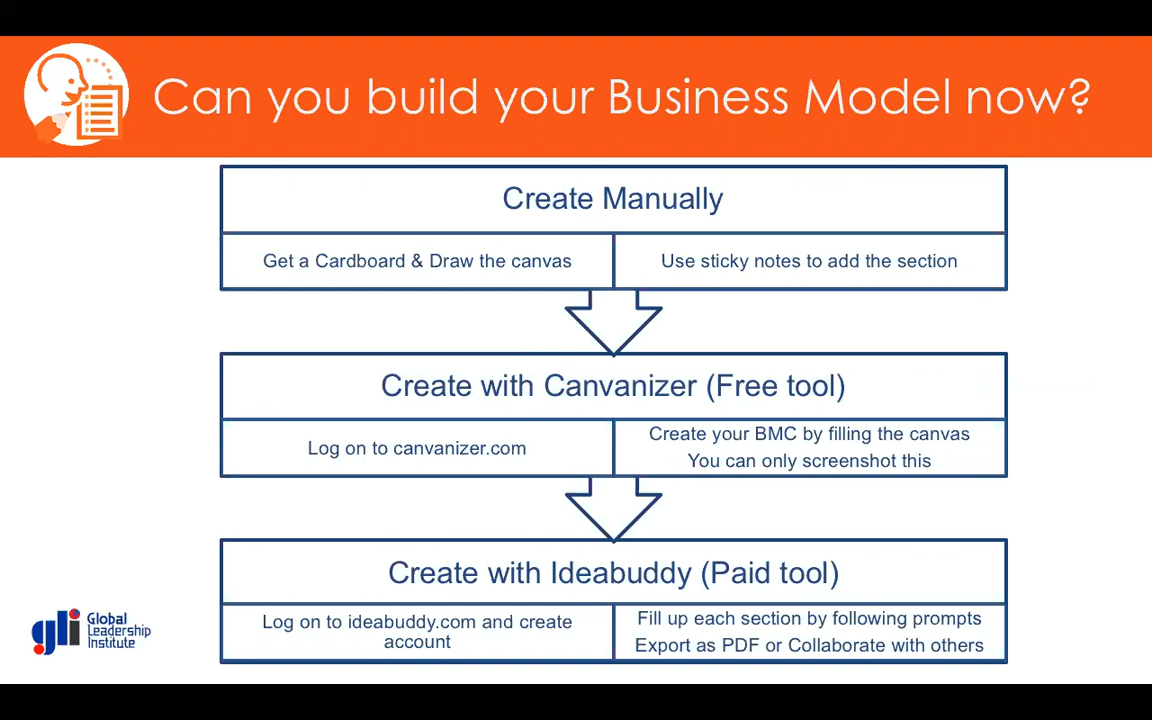 Can you build your Business Model now?
Create Manually
Get a Cardboard & Draw the canvas
Use sticky notes to add the section
Create with Canvanizer (Free tool)
Log on to canvanizer.com
Create your BMC by filling the canvas
You can only screenshot this
Create with Ideabuddy (Paid tool)
Log on to ideabuddy.com and create
account
Fill up each section by following prompts
Export as PDF or Collaborate with others
gli
Global
Leadership
Institute